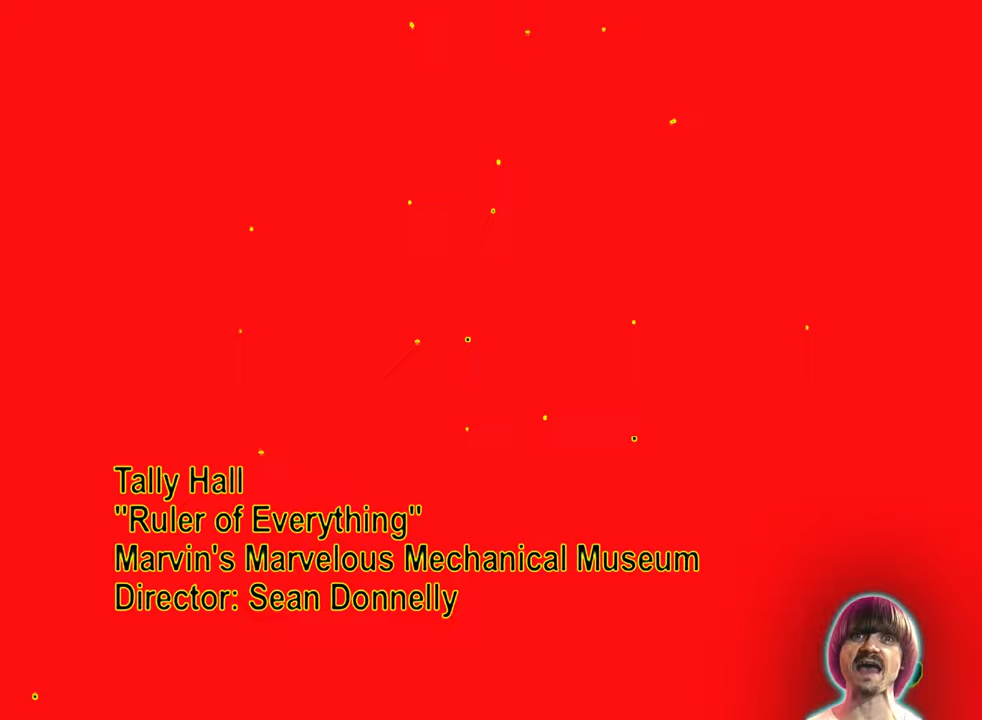 Tally Hall
"Ruler of Everything"
Marvin's Marvelous Mechanical Museum
Director: Sean Donnelly